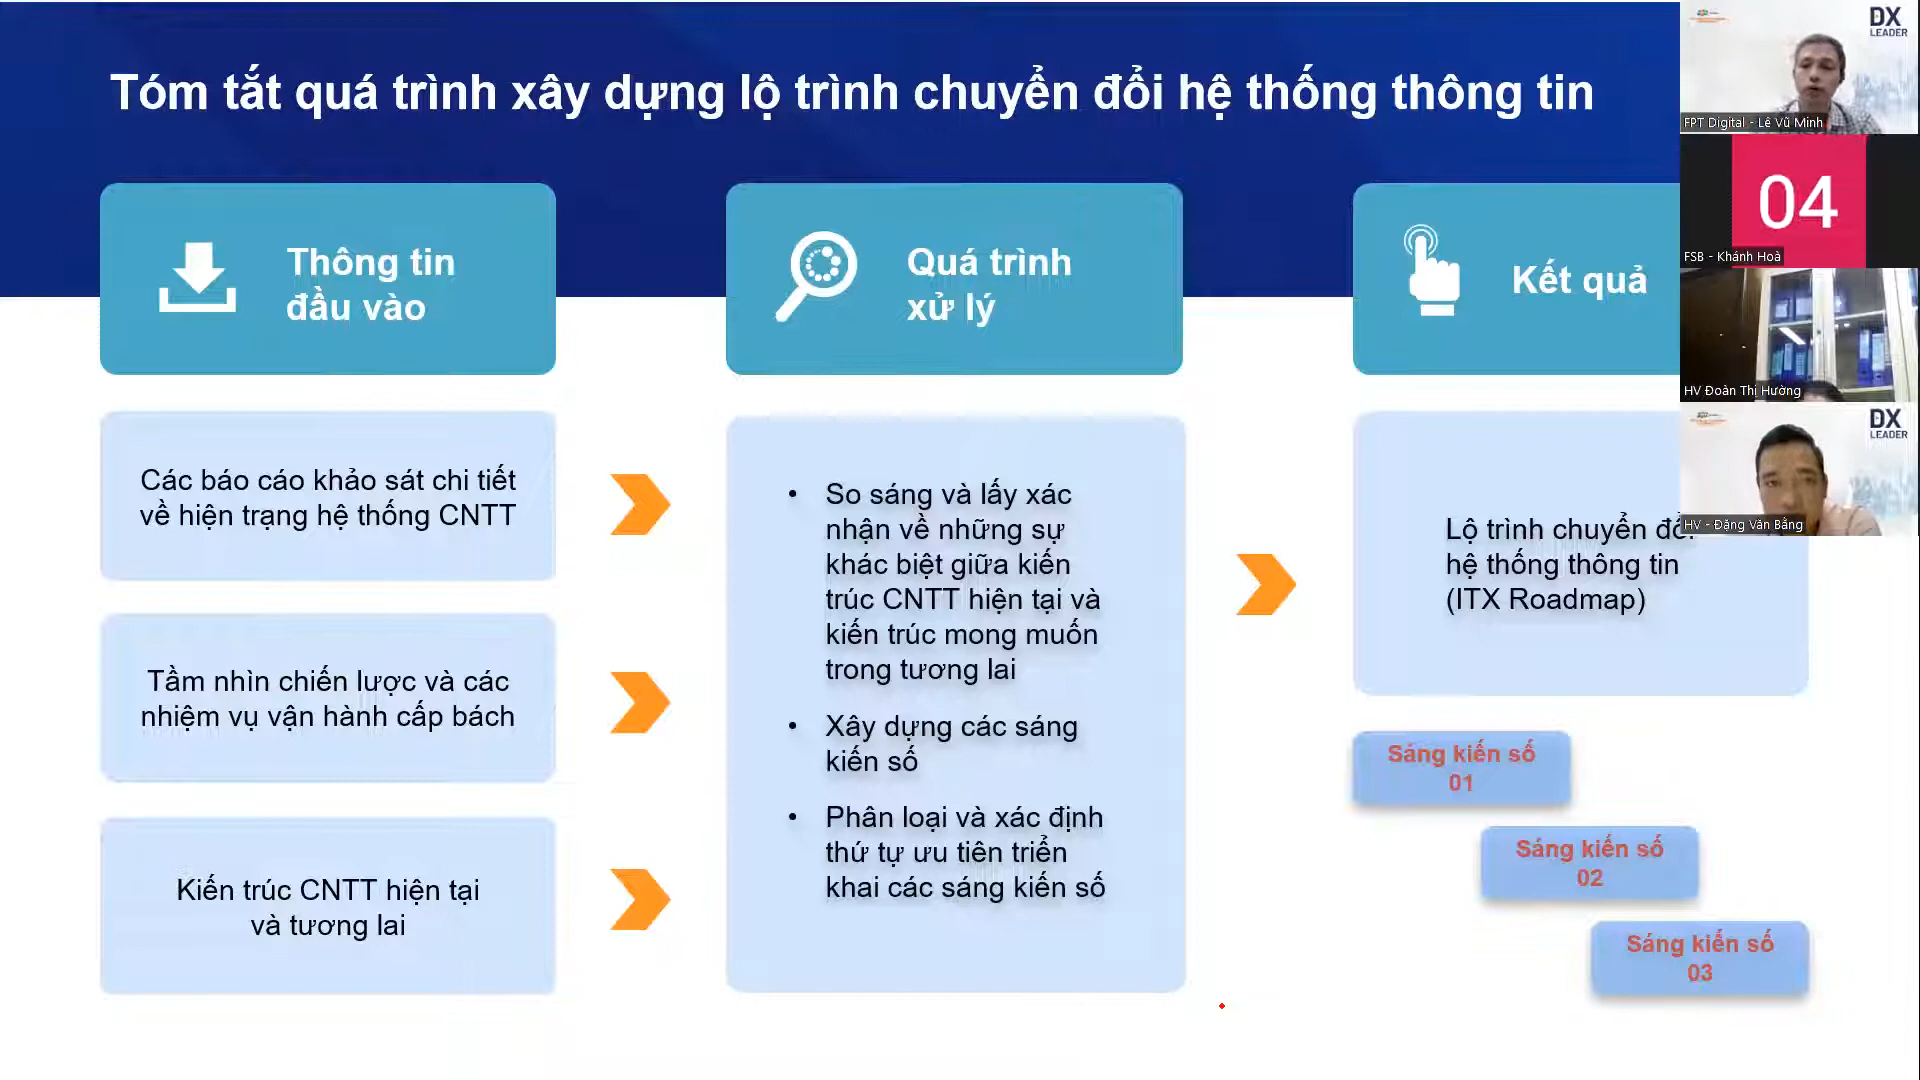 Tóm tắt quá trình xây dựng lộ trình chuyển đổi hệ thống thông tin
Thông tin
đầu vào
Quá trình
xử lý
Kết quả
Các báo cáo khảo sát chi tiết
về hiện trạng hệ thống CNTT
Tầm nhìn chiến lược và các
nhiệm vụ vận hành cấp bách
Kiến trúc CNTT hiện tại
và tương lai
• So sáng và lấy xác
nhận về những sự
khác biệt giữa kiến
trúc CNTT hiện tại và
kiến trúc mong muốn
trong tương lai
• Xây dựng các sáng
kiến số
• Phân loại và xác định
thứ tự ưu tiên triển
khai các sáng kiến số
Lộ trình chuyển đổi
hệ thống thông tin
(ITX Roadmap)
Sáng kiến số
01
Sáng kiến số
02
Sáng kiến số
03
DX
LEADER
FPT Digital - Lê Vũ Minh
04
FSB - Khánh Hoà
HV Đoàn Thị Hường
DX
LEADER
HV - Đặng Văn Bằng